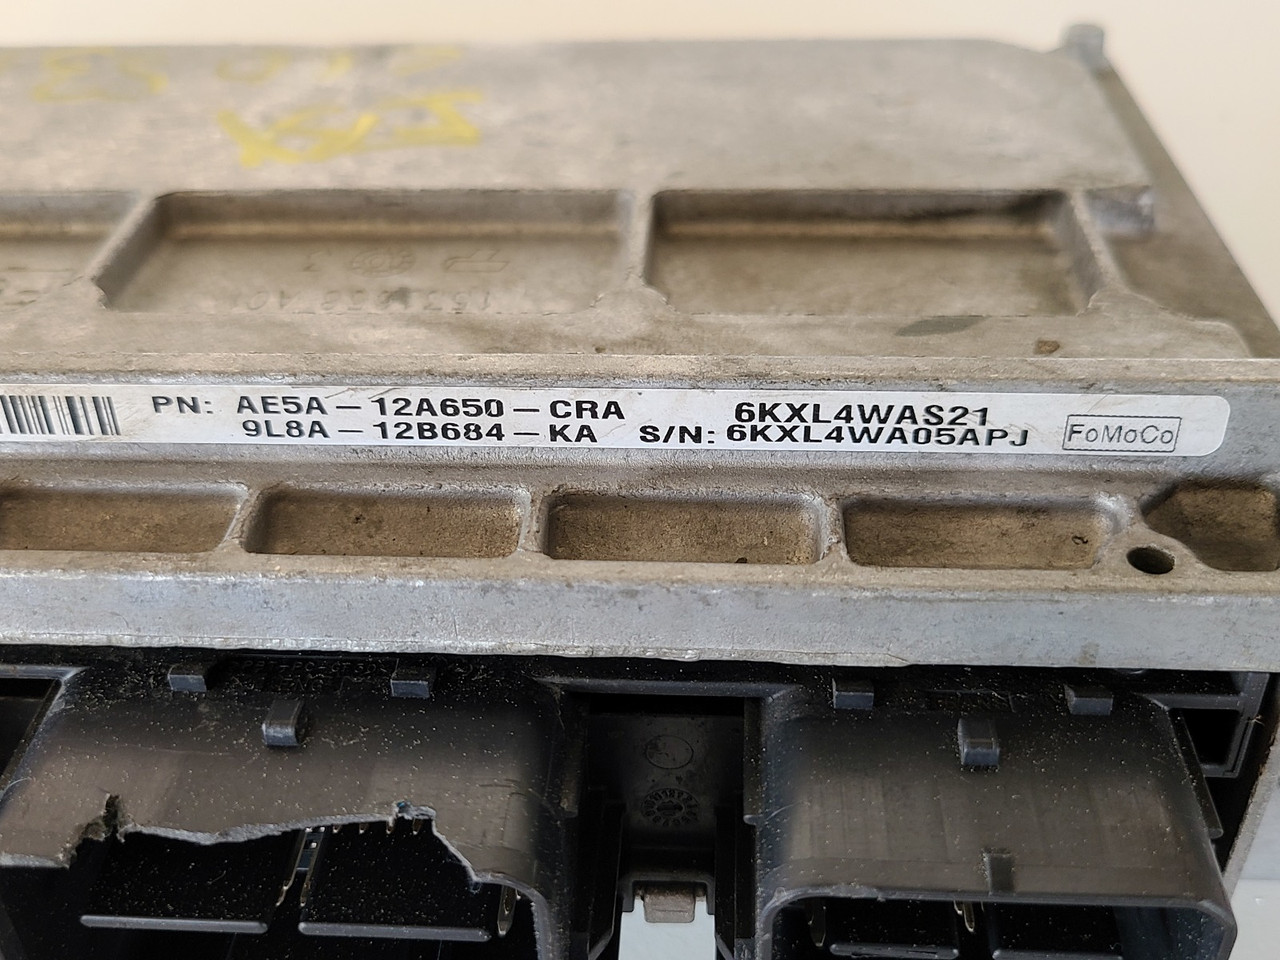 PN: AE5A-12A650-CRA 6KXL4WAS21
9L8A-12B684-KA S/N: 6KXL4WA05APJ FoMoCo